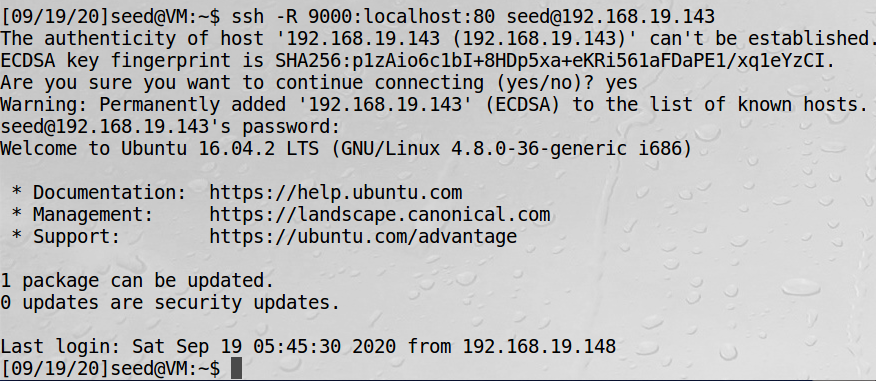 [09/19/20]seed@VM:~$ ssh -R 9000:localhost:80 seed@192.168.19.143
The authenticity of host '192.168.19.143 (192.168.19.143)' can't be established.
ECDSA key fingerprint is SHA256:p1zAio6c1bI+8HDp5xa+eKRi561aFDaPE1/xq1eYzCI.
Are you sure you want to continue connecting (yes/no)? yes
Warning: Permanently added '192.168.19.143' (ECDSA) to the list of known hosts.
seed@192.168.19.143's password:
Welcome to Ubuntu 16.04.2 LTS (GNU/Linux 4.8.0-36-generic i686)
* Documentation:  https://help.ubuntu.com
* Management:     https://landscape.canonical.com
* Support:        https://ubuntu.com/advantage
1 package can be updated.
0 updates are security updates.
Last login: Sat Sep 19 05:45:30 2020 from 192.168.19.148
[09/19/20]seed@VM:~$